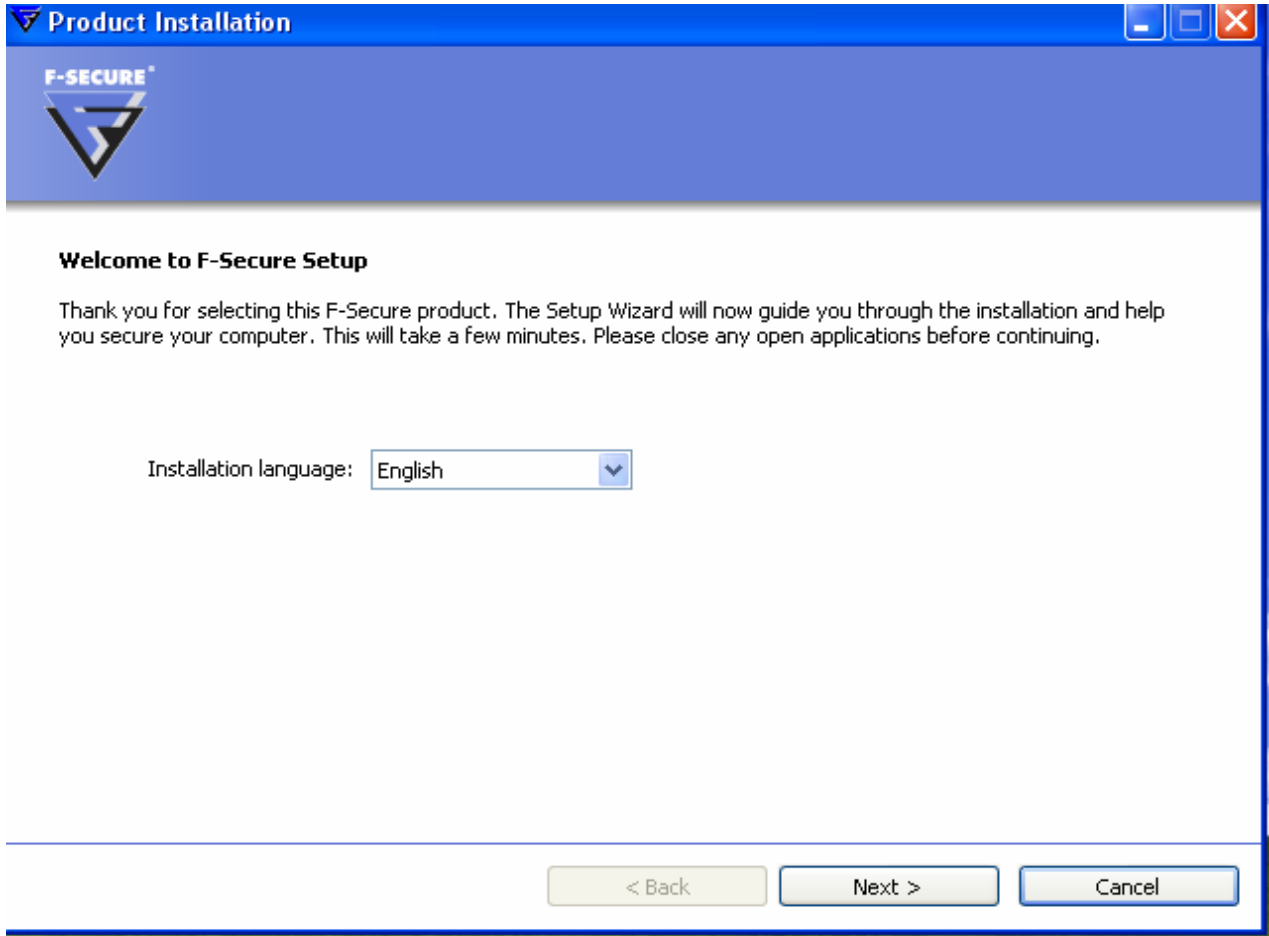 Product Installation
F-SECURE®
Welcome to F-Secure Setup
Thank you for selecting this F-Secure product. The Setup Wizard will now guide you through the installation and help
you secure your computer. This will take a few minutes. Please close any open applications before continuing.
Installation language: English
< Back Next > Cancel